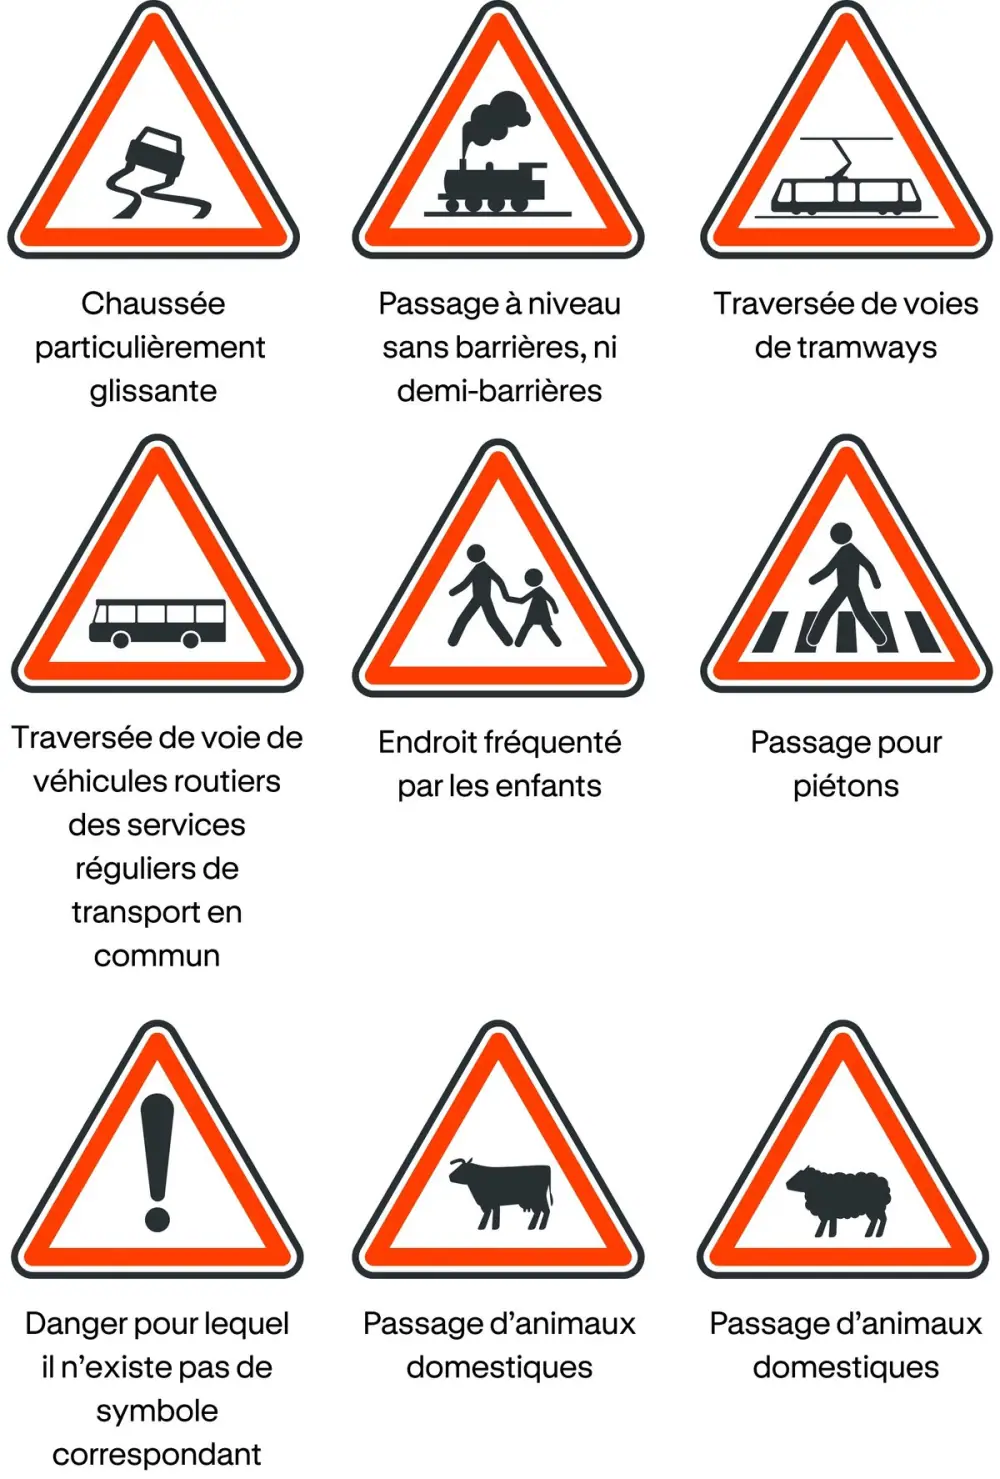 Chaussée
particulièrement
glissante
Passage à niveau
sans barrières, ni
demi-barrières
Traversée de voies
de tramways
Traversée de voie de
véhicules routiers
des services
réguliers de
transport en
commun
Endroit fréquenté
par les enfants
Passage pour
piétons
Danger pour lequel
il n’existe pas de
symbole
correspondant
Passage d’animaux
domestiques
Passage d’animaux
domestiques